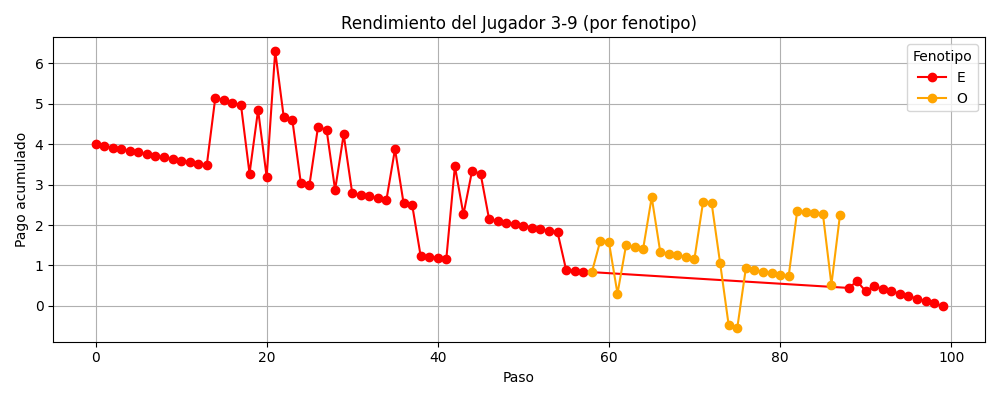 Rendimiento del Jugador 3-9 (por fenotipo)
Pago acumulado
6
5
4
3
2
1
0
Fenotipo
E
O
0 20 40 60 80 100
Paso